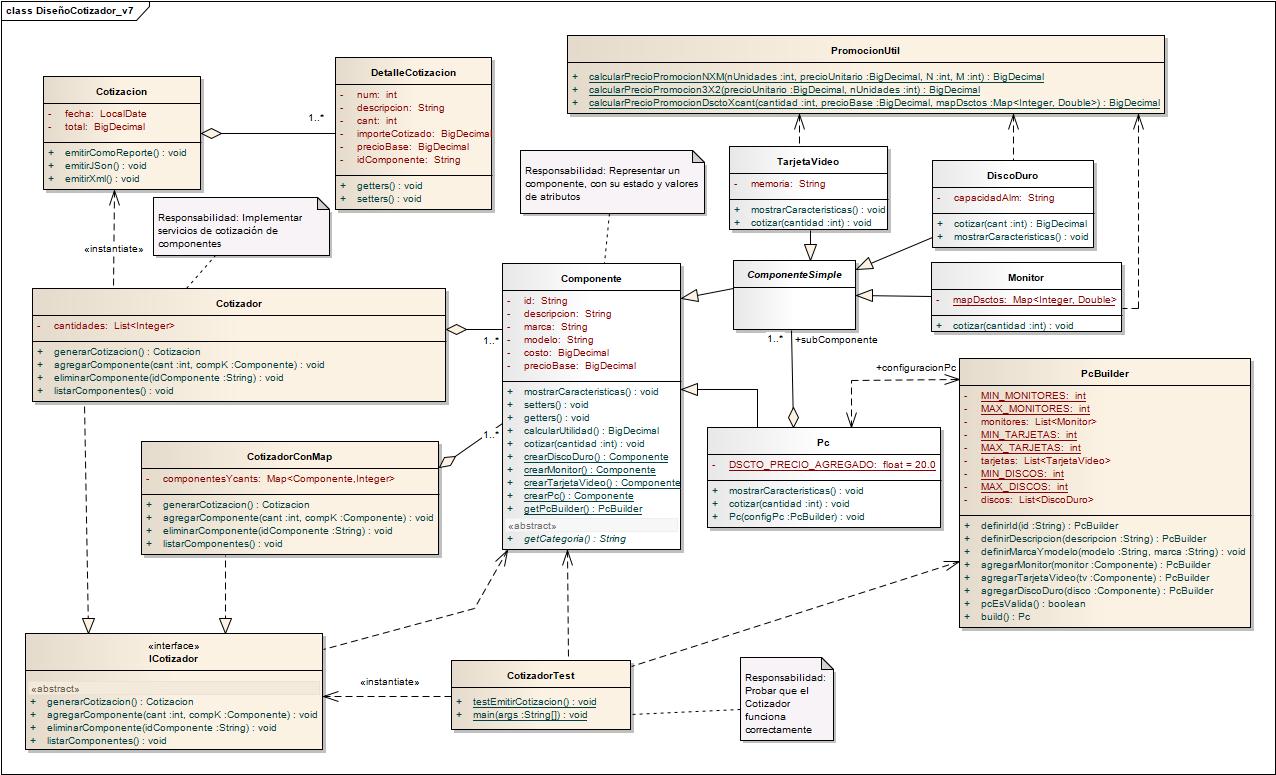 class DiseñoCotizador_v7
Cotizacion
- fecha: LocalDate
- total: BigDecimal
+ emitirComoReporte() : void
+ emitirJSon() : void
+ emitirXml() : void
1..*
DetalleCotizacion
- num: int
- descripcion: String
- cant: int
- importeCotizado: BigDecimal
- precioBase: BigDecimal
- idComponente: String
+ getters() : void
+ setters() : void
PromocionUtil
+ calcularPrecioPromocionNXM(nUnidades :int, precioUnitario :BigDecimal, N :int, M :int) : BigDecimal
+ calcularPrecioPromocion3X2(precioUnitario :BigDecimal, nUnidades :int) : BigDecimal
+ calcularPrecioPromocionDsctoXcant(cantidad :int, precioBase :BigDecimal, mapDsctos :Map<Integer, Double>) : BigDecimal
Responsabilidad: Implementar
servicios de cotización de
componentes
«instantiate»
Responsabilidad: Representar un
componente, con su estado y valores
de atributos
TarjetaVideo
- memoria: String
+ mostrarCaracteristicas() : void
+ cotizar(cantidad :int) : void
DiscoDuro
- capacidadAlm: String
+ cotizar(cant :int) : BigDecimal
+ mostrarCaracteristicas() : void
ComponenteSimple
Monitor
- mapDsctos: Map<Integer, Double>
+ cotizar(cantidad :int) : void
1..*
+subComponente
Cotizador
- cantidades: List<Integer>
+ generarCotizacion() : Cotizacion
+ agregarComponente(cant :int, compK :Componente) : void
+ eliminarComponente(idComponente :String) : void
+ listarComponentes() : void
1..*
Componente
- id: String
- descripcion: String
- marca: String
- modelo: String
- costo: BigDecimal
- precioBase: BigDecimal
+ mostrarCaracteristicas() : void
+ setters() : void
+ getters() : void
+ calcularUtilidad() : BigDecimal
+ cotizar(cantidad :int) : void
+ crearDiscoDuro() : Componente
+ crearMonitor() : Componente
+ crearTarjetaVideo() : Componente
+ crearPc() : Componente
+ getPcBuilder() : PcBuilder
«abstract»
+ getCategoria() : String
+configuracionPc
Pc
- DSCTO_PRECIO_AGREGADO: float = 20.0
+ mostrarCaracteristicas() : void
+ cotizar(cantidad :int) : void
+ Pc(configPc :PcBuilder) : void
PcBuilder
- MIN_MONITORES: int
- MAX_MONITORES: int
- monitores: List<Monitor>
- MIN_TARJETAS: int
- MAX_TARJETAS: int
- tarjetas: List<TarjetaVideo>
- MIN_DISCOS: int
- MAX_DISCOS: int
- discos: List<DiscoDuro>
+ definirId(id :String) : PcBuilder
+ definirDescripcion(descripcion :String) : PcBuilder
+ definirMarcaYmodelo(modelo :String, marca :String) : void
+ agregarMonitor(monitor :Componente) : PcBuilder
+ agregarTarjetaVideo(tv :Componente) : PcBuilder
+ agregarDiscoDuro(disco :Componente) : PcBuilder
+ pcEsValida() : boolean
+ build() : Pc
CotizadorConMap
- componentesYcants: Map<Componente,Integer>
+ generarCotizacion() : Cotizacion
+ agregarComponente(cant :int, compK :Componente) : void
+ eliminarComponente(idComponente :String) : void
+ listarComponentes() : void
1..*
«interface»
ICotizador
«abstract»
+ generarCotizacion() : Cotizacion
+ agregarComponente(cant :int, compK :Componente) : void
+ eliminarComponente(idComponente :String) : void
+ listarComponentes() : void
«instantiate»
CotizadorTest
+ testEmitirCotizacion() : void
+ main(args :String[]) : void
Responsabilidad:
Probar que el
Cotizador
funciona
correctamente